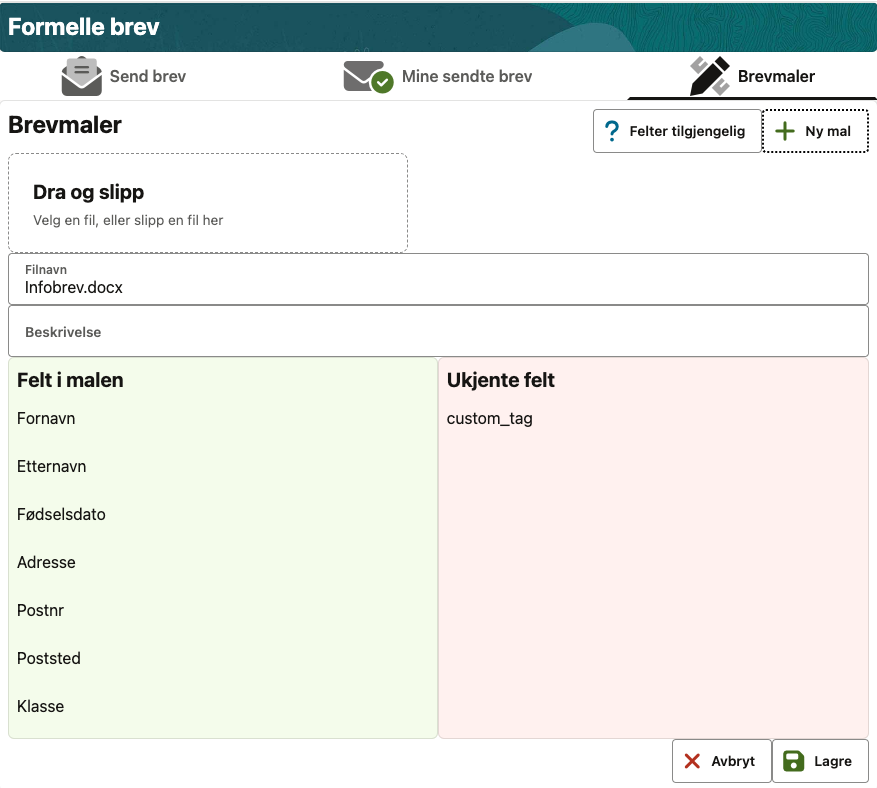 Formelle brev
Send brev
Mine sendte brev
Brevmaler
Brevmaler
? Felter tilgjengelig
Ny mal
Dra og slipp
Velg en fil, eller slipp en fil her
Filnavn
Infobrev.docx
Beskrivelse
Felt i malen
Fornavn
Etternavn
Fødselsdato
Adresse
Postnr
Poststed
Klasse
Ukjente felt
custom_tag
Avbryt
Lagre